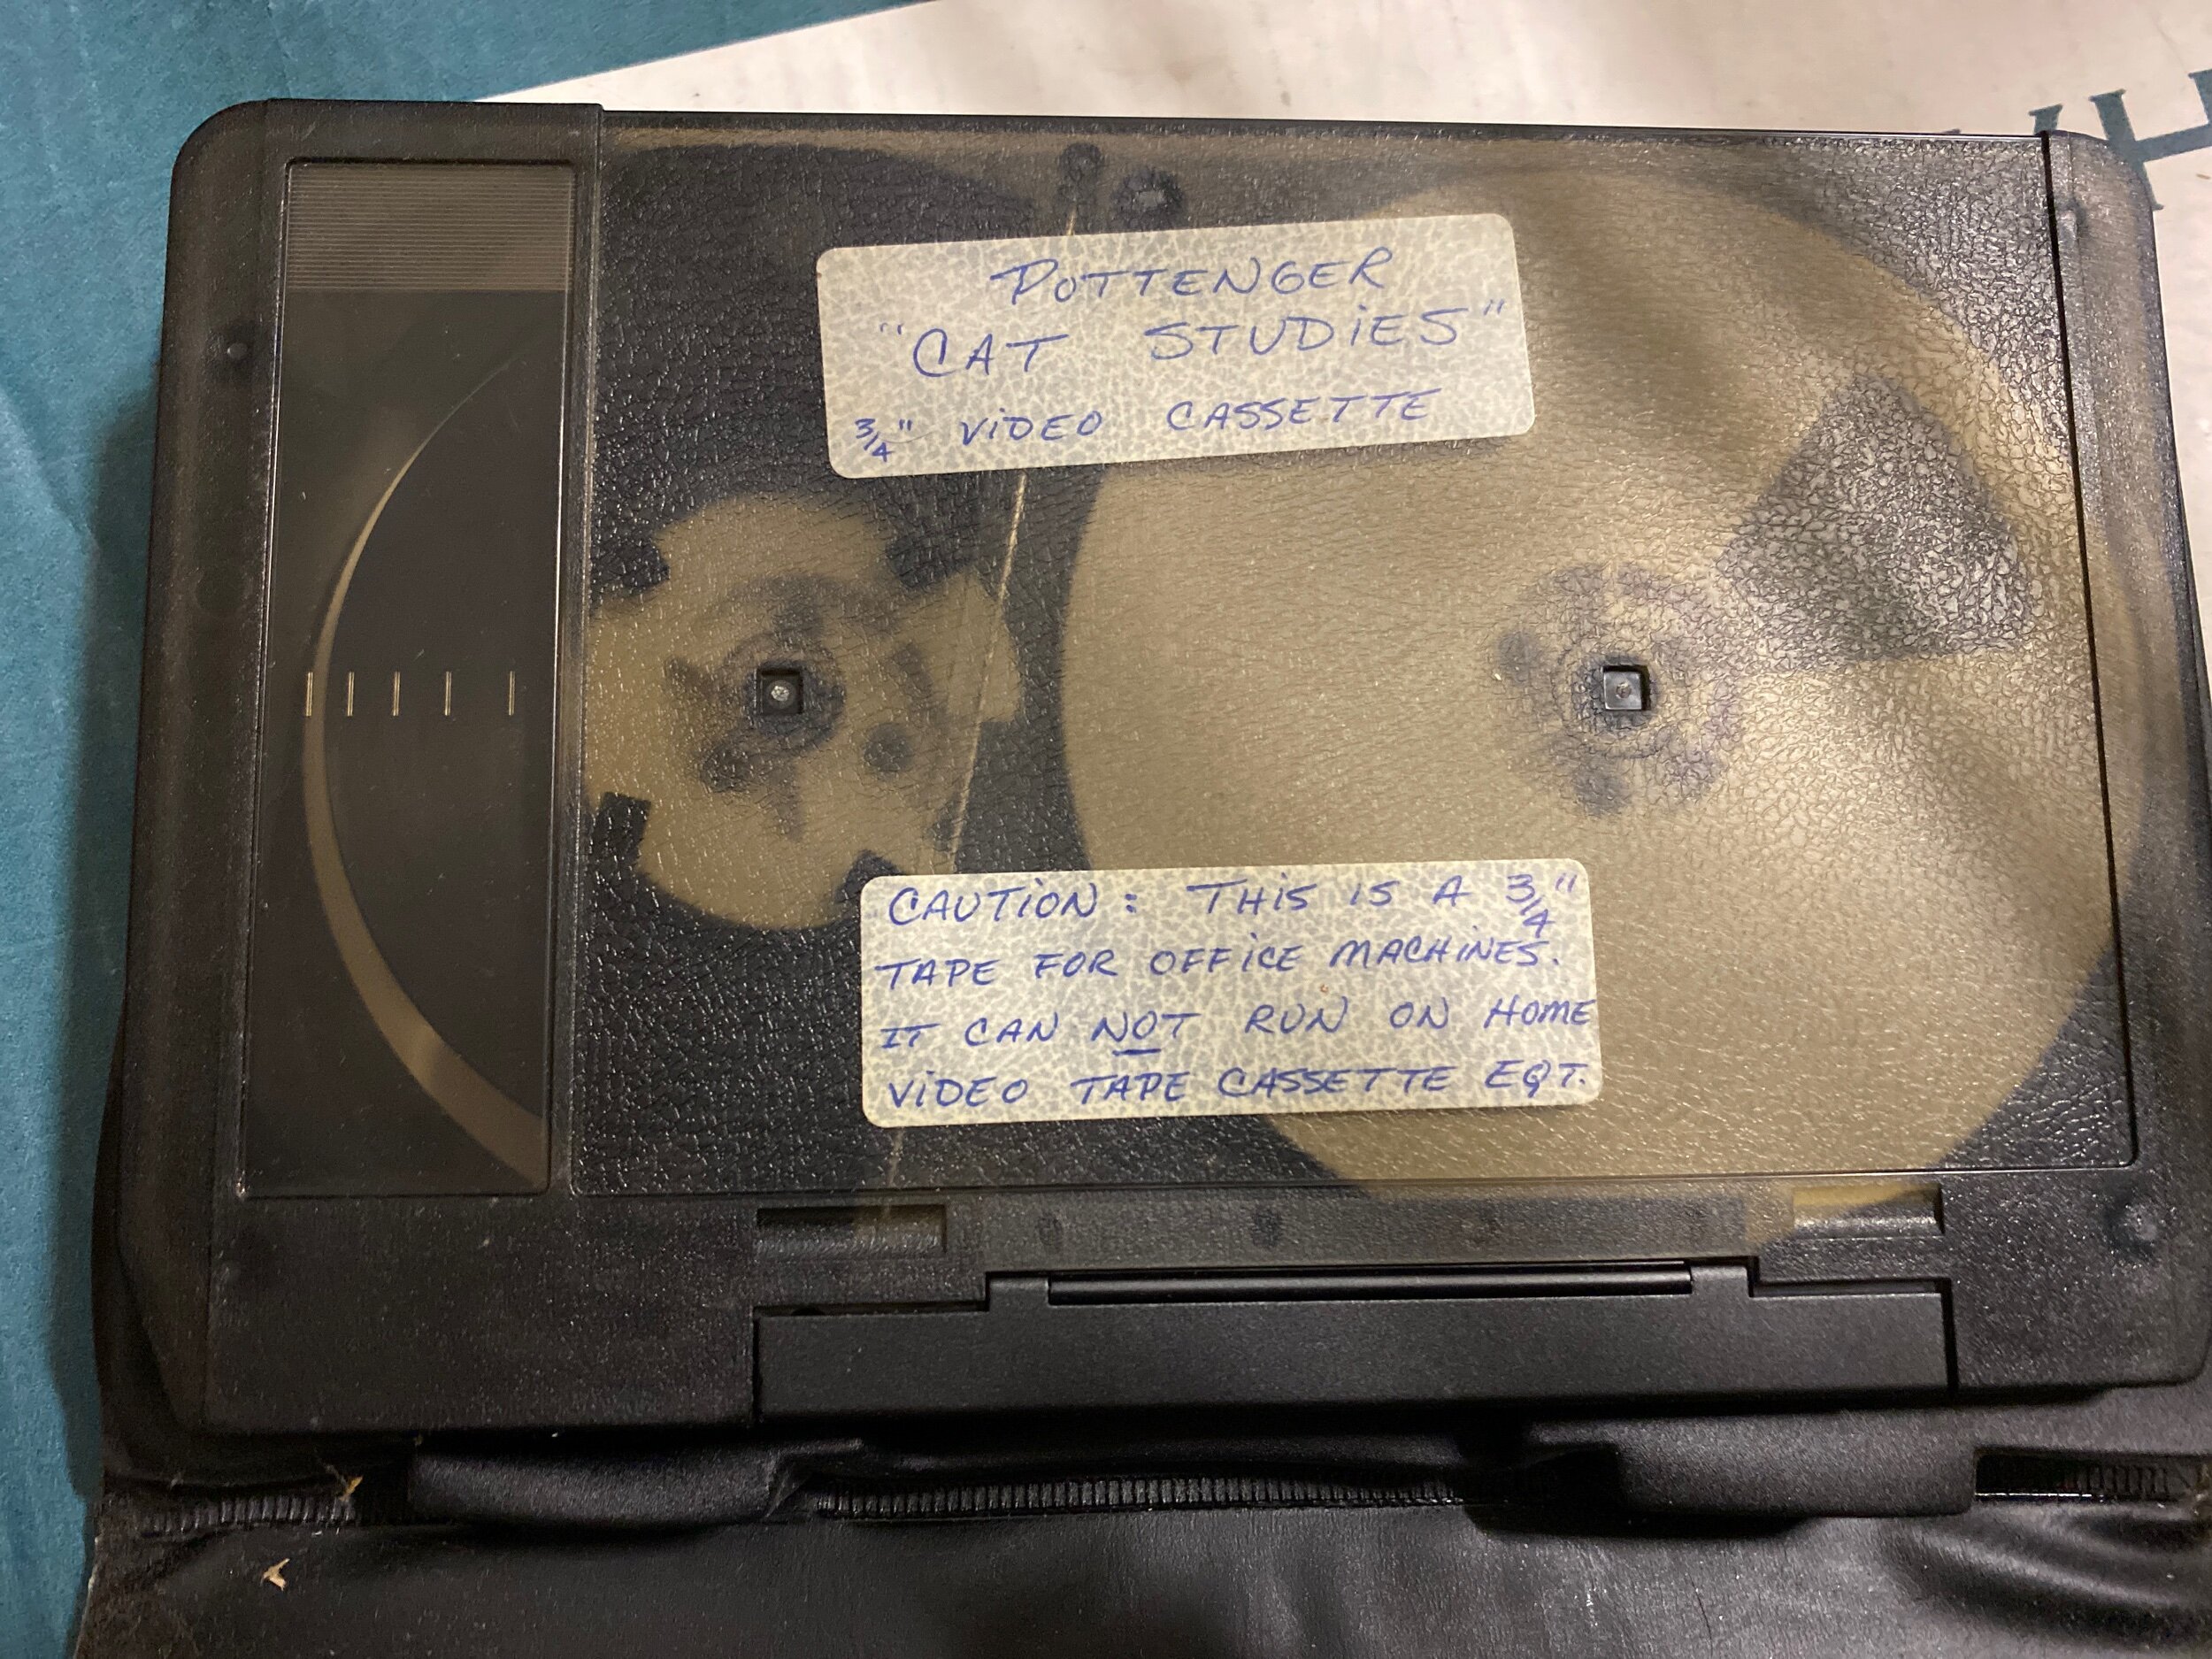 POTTENGER
"CAT STUDIES"
3/4" VIDEO CASSETTE
CAUTION: THIS IS A 3/4"
TAPE FOR OFFICE MACHINES.
IT CAN NOT RUN ON HOME
VIDEO TAPE CASSETTE EQT.